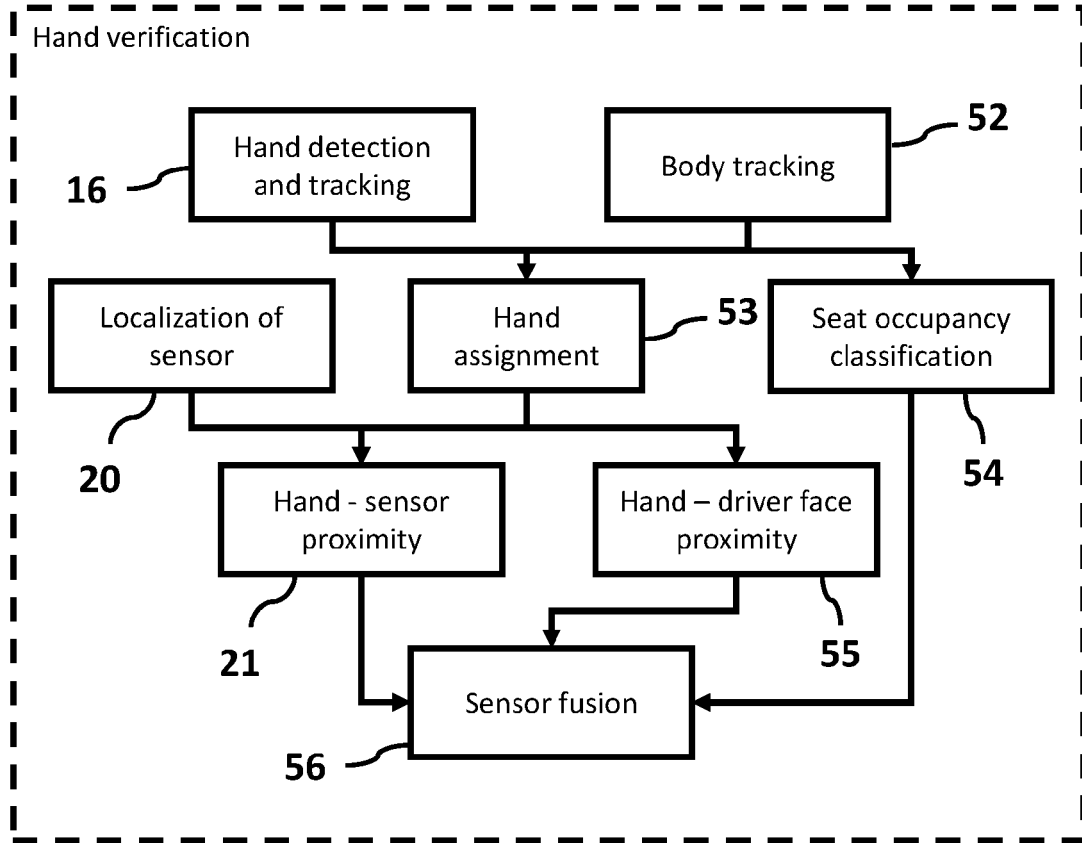 Hand verification
52
Hand detection
and tracking
Body tracking
16
Localization of
sensor
Hand
assignment
53
Seat occupancy
classification
20
54
Hand - sensor
proximity
Hand – driver face
proximity
21
55
Sensor fusion
56